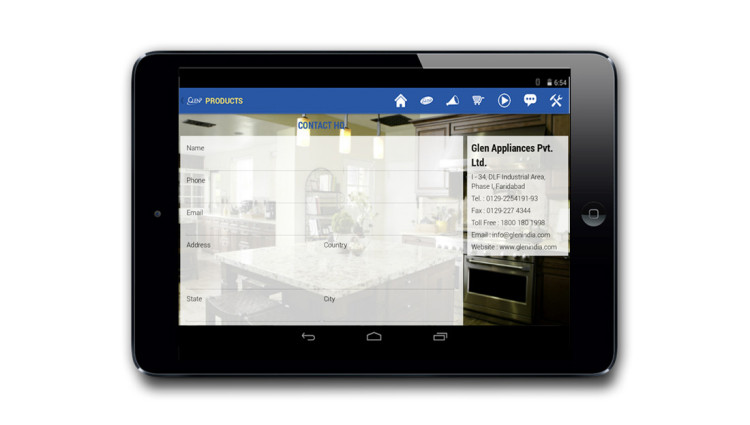 6:54
Glen PRODUCTS
CONTACT HO.
Name
Phone
Email
Address Country
State City
Glen Appliances Pvt.
Ltd.
I - 34, DLF Industrial Area,
Phase I, Faridabad
Tel. : 0129-2254191-93
Fax : 0129-227 4344
Toll Free : 1800 180 1998
Email : info@glenindia.com
Website : www.glenindia.com